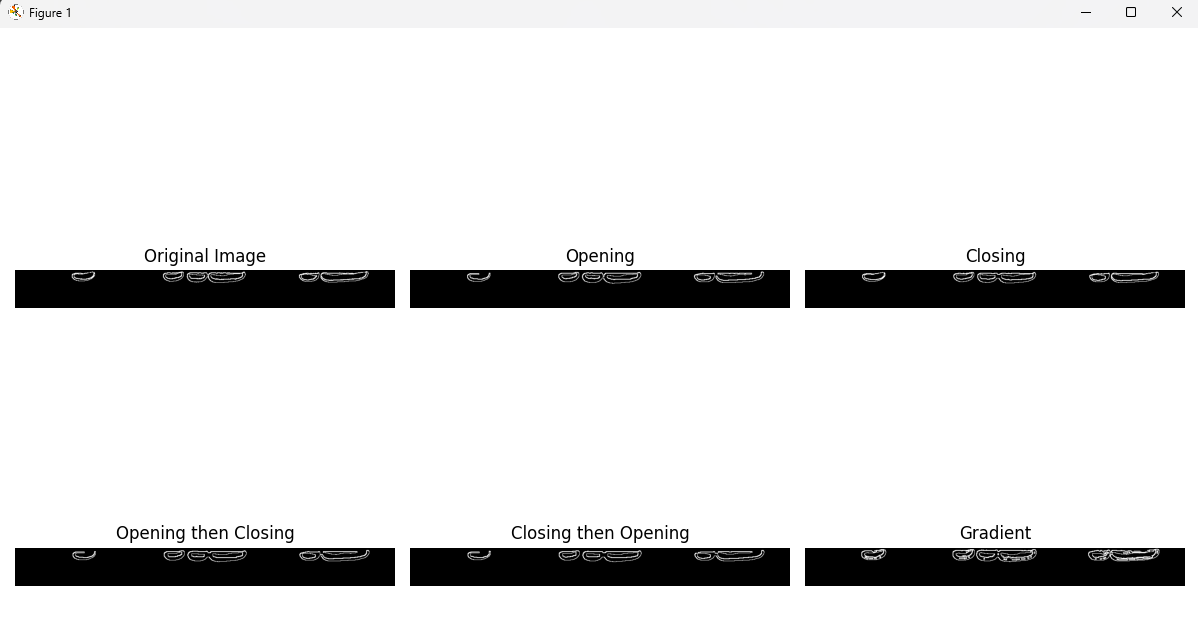 Figure 1
Original Image
Opening
Closing
Opening then Closing
Closing then Opening
Gradient